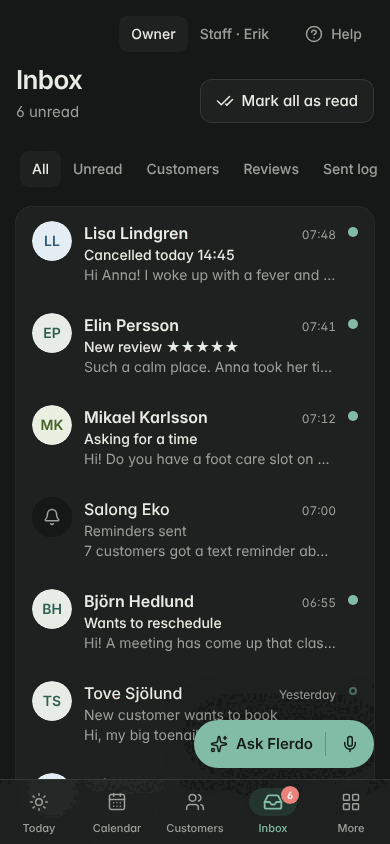 Owner
Staff · Erik
Help
Inbox
6 unread
Mark all as read
All
Unread
Customers
Reviews
Sent log
LL
Lisa Lindgren
07:48
Cancelled today 14:45
Hi Anna! I woke up with a fever and ...
EP
Elin Persson
07:41
New review ★★★★★
Such a calm place. Anna took her ti...
MK
Mikael Karlsson
07:12
Asking for a time
Hi! Do you have a foot care slot on ...
Salong Eko
07:00
Reminders sent
7 customers got a text reminder ab...
BH
Björn Hedlund
06:55
Wants to reschedule
Hi! A meeting has come up that clas...
TS
Tove Sjölund
Yesterday
New customer wants to book
Hi, my big toenai
Ask Flerdo
6
Today
Calendar
Customers
Inbox
More